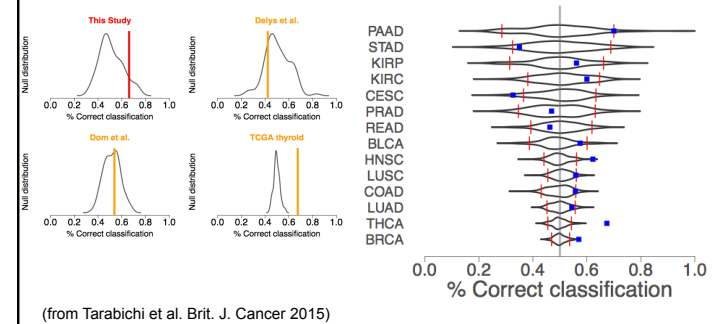 This Study
Null distribution
0.0 0.2 0.4 0.6 0.8 1.0
% Correct classification
Delys et al.
Null distribution
0.0 0.2 0.4 0.6 0.8 1.0
% Correct classification
Dom et al.
Null distribution
0.0 0.2 0.4 0.6 0.8 1.0
% Correct classification
TCGA thyroid
Null distribution
0.0 0.2 0.4 0.6 0.8 1.0
% Correct classification
PAAD
STAD
KIRP
KIRC
CESC
PRAD
READ
BLCA
HNSC
LUSC
COAD
LUAD
THCA
BRCA
0.0 0.2 0.4 0.6 0.8 1.0
% Correct classification
(from Tarabichi et al. Brit. J. Cancer 2015)